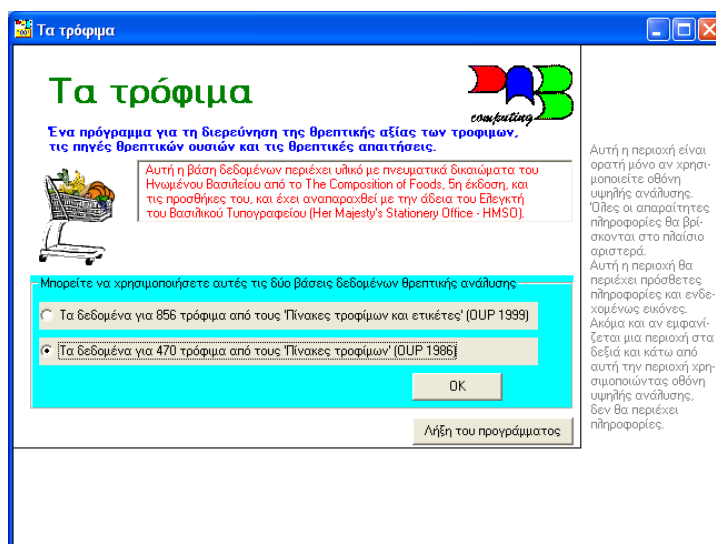 Τα τρόφιμα
Τα τρόφιμα
DAB
computing
Ένα πρόγραμμα για τη διερεύνηση της θρεπτικής αξίας των τροφιμων,
τις πηγές θρεπτικών ουσιών και τις θρεπτικές απαιτήσεις.
Αυτή η βάση δεδομένων περιέχει υλικό με πνευματικά δικαιώματα του
Ηνωμένου Βασιλείου από το The Composition of Foods, 5η έκδοση, και
τις προσθήκες του, και έχει αναπαραχθεί με την άδεια του Ελεγκτή
του Βασιλικού Τυπογραφείου (Her Majesty's Stationery Office - HMSO).
Μπορείτε να χρησιμοποιήσετε αυτές τις δύο βάσεις δεδομένων θρεπτικής ανάλυσης
Τα δεδομένα για 856 τρόφιμα από τους 'Πίνακες τροφίμων και ετικέτες' (OUP 1999)
Τα δεδομένα για 470 τρόφιμα από τους 'Πίνακες τροφίμων' (OUP 1986)
OK
Λήξη του προγράμματος
Αυτή η περιοχή είναι
ορατή μόνο αν χρησι-
μοποιείτε οθόνη
υψηλής ανάλυσης.
Όλες οι απαραίτητες
πληροφορίες θα βρί-
σκονται στο πλαίσιο
αριστερά.
Αυτή η περιοχή θα
περιέχει πρόσθετες
πληροφορίες και ενδε-
χομένως εικόνες.
Ακόμα και αν εμφανί-
ζεται μια περιοχή στα
δεξιά και κάτω από
αυτή την περιοχή χρη-
σιμοποιώντας οθόνη
υψηλής ανάλυσης,
δεν θα περιέχει
πληροφορίες.